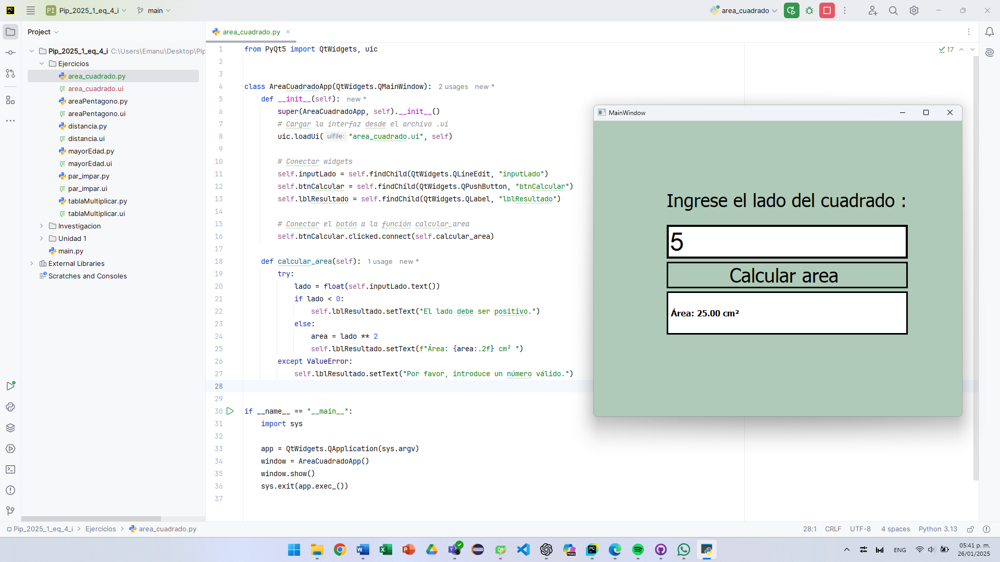 PC
PI
Pip_2025_1_eq_4_i
main
area_cuadrado
Project
area_cuadrado.py
Pip_2025_1_eq_4_i C:\Users\Emanu\Desktop\Pip
Ejercicios
area_cuadrado.py
QT area_cuadrado.ui
areaPentagono.py
QT areaPentagono.ui
distancia.py
QT distancia.ui
mayorEdad.py
QT mayorEdad.ui
par_impar.py
QT par_impar.ui
tablaMultiplicar.py
QT tablaMultiplicar.ui
Investigacion
Unidad 1
main.py
External Libraries
Scratches and Consoles
17
1 from PyQt5 import QtWidgets, uic
2
3
4 class AreaCuadradoApp(QtWidgets.QMainWindow): 2 usages new *
5 def __init__(self): new *
6 super(AreaCuadradoApp, self).__init__()
7 # Cargar la interfaz desde el archivo .ui
8 uic.loadUi( uifile: "area_cuadrado.ui", self)
9
10 # Conectar widgets
11 self.inputLado = self.findChild(QtWidgets.QLineEdit, "inputLado")
12 self.btnCalcular = self.findChild(QtWidgets.QPushButton, "btnCalcular")
13 self.lblResultado = self.findChild(QtWidgets.QLabel, "lblResultado")
14
15 # Conectar el botón a la función calcular_area
16 self.btnCalcular.clicked.connect(self.calcular_area)
17
18 def calcular_area(self): 1 usage new *
19 try:
20 lado = float(self.inputLado.text())
21 if lado < 0:
22 self.lblResultado.setText("El lado debe ser positivo.")
23 else:
24 area = lado ** 2
25 self.lblResultado.setText(f"Área: {area:.2f} cm² ")
26 except ValueError:
27 self.lblResultado.setText("Por favor, introduce un número válido.")
28
29
30 if __name__ == "__main__":
31 import sys
32
33 app = QtWidgets.QApplication(sys.argv)
34 window = AreaCuadradoApp()
35 window.show()
36 sys.exit(app.exec_())
37
MainWindow
Ingrese el lado del cuadrado :
5
Calcular area
Área: 25.00 cm²
Pip_2025_1_eq_4_i
Ejercicios
area_cuadrado.py
28:1
CRLF
UTF-8
4 spaces
Python 3.13
ENG
05:41 p. m.
26/01/2025